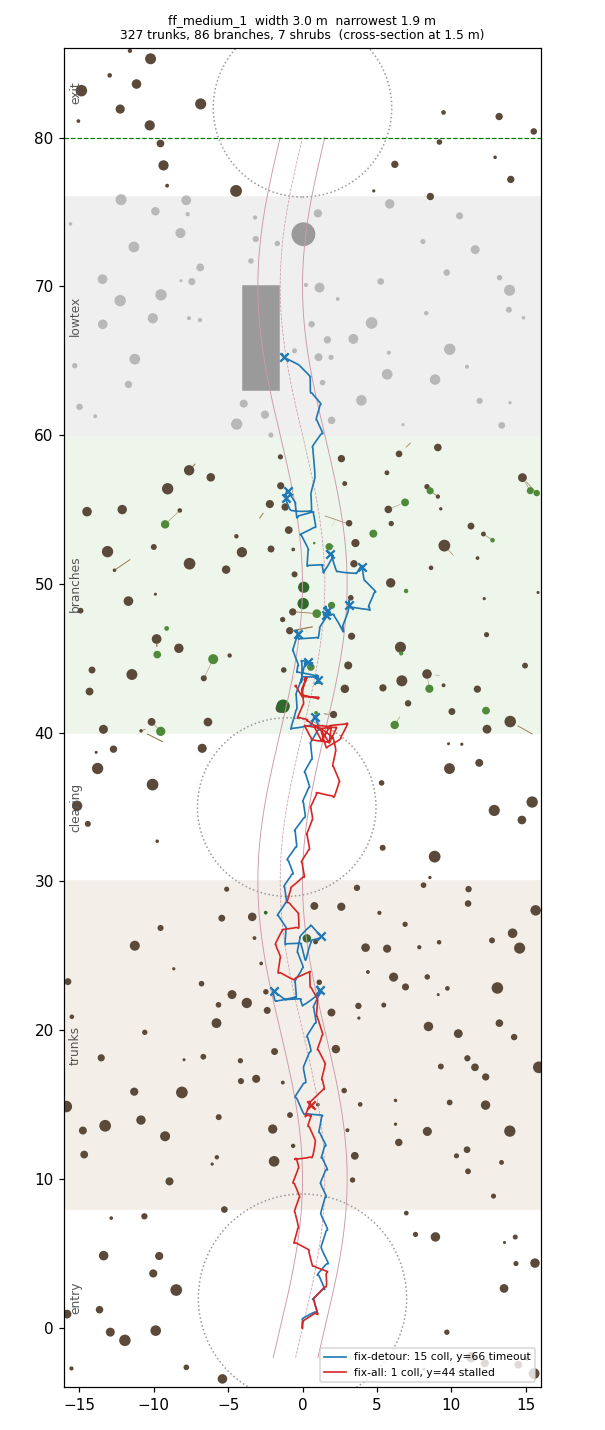 ff_medium_1  width 3.0 m  narrowest 1.9 m
327 trunks, 86 branches, 7 shrubs  (cross-section at 1.5 m)
exit
80
70
lowtex
60
branches
50
40
clearing
30
trunks
20
10
entry
0
fix-detour: 15 coll, y=66 timeout
fix-all: 1 coll, y=44 stalled
−15
−10
−5
0
5
10
15